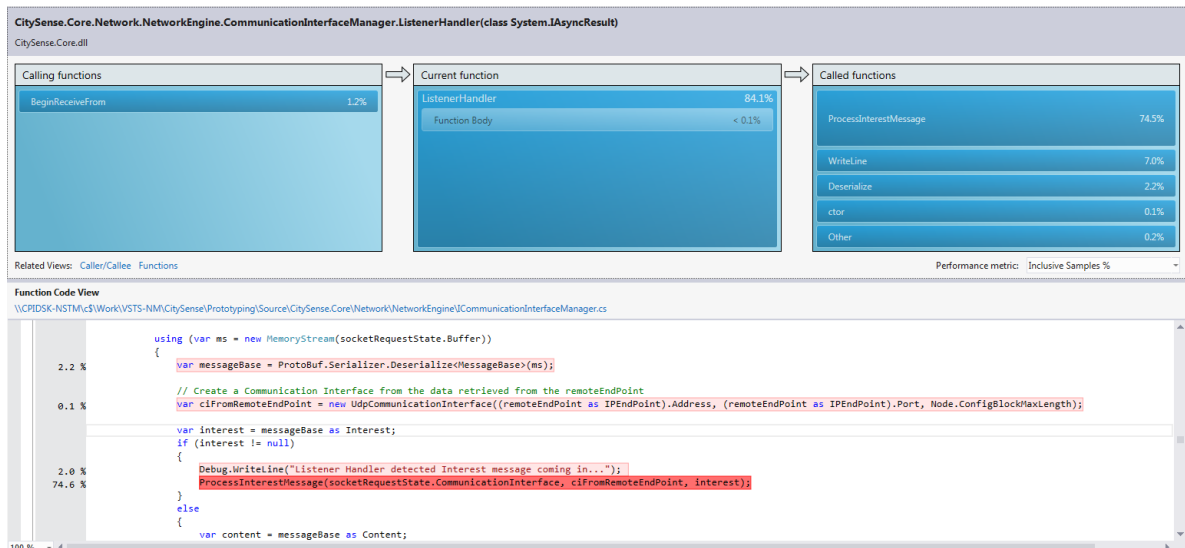 CitySense.Core.Network.NetworkEngine.CommunicationInterfaceManager.ListenerHandler(class System.IAsyncResult)
CitySense.Core.dll
Calling functions
Current function
Called functions
BeginReceiveFrom 1.2%
ListenerHandler 84.1%
Function Body < 0.1%
ProcessInterestMessage 74.5%
WriteLine 7.0%
Deserialize 2.2%
ctor 0.1%
Other 0.2%
Related Views: Caller/Callee Functions
Performance metric: Inclusive Samples %
Function Code View
\\CPIDSK-NSTM\c$\Work\VSTS-NM\CitySense\Prototyping\Source\CitySense.Core\Network\NetworkEngine\ICommunicationInterfaceManager.cs
using (var ms = new MemoryStream(socketRequestState.Buffer))
{
2.2 % var messageBase = ProtoBuf.Serializer.Deserialize<MessageBase>(ms);
// Create a Communication Interface from the data retrieved from the remoteEndPoint
0.1 % var ciFromRemoteEndPoint = new UdpCommunicationInterface((remoteEndPoint as IPEndPoint).Address, (remoteEndPoint as IPEndPoint).Port, Node.ConfigBlockMaxLength);
var interest = messageBase as Interest;
if (interest != null)
{
2.0 % Debug.WriteLine("Listener Handler detected Interest message coming in...");
74.6 % ProcessInterestMessage(socketRequestState.CommunicationInterface, ciFromRemoteEndPoint, interest);
}
else
{
var content = messageBase as Content;
100 %